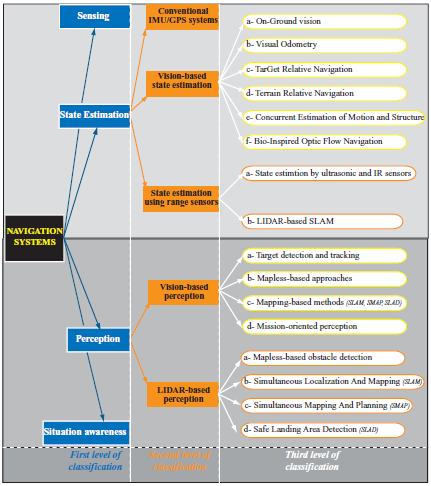 Sensing
Conventional
IMU/GPS systems
a- On-Ground vision
b- Visual Odometry
c- TarGet Relative Navigation
State Estimation
Vision-based
state estimation
d- Terrain Relative Navigation
e- Concurrent Estimation of Motion and Structure
f- Bio-Inspired Optic Flow Navigation
State estimation
using range sensors
a- State estimtion by ultrasonic and IR sensors
b- LIDAR-based SLAM
NAVIGATION
SYSTEMS
Perception
Vision-based
perception
a- Target detection and tracking
b- Mapless-based approaches
c- Mapping-based methods (SLAM, SMAP, SLAD)
d- Mission-oriented perception
LIDAR-based
perception
a- Mapless-based obstacle detection
b- Simultaneous Localization And Mapping (SLAM)
c- Simultaneous Mapping And Planning (SMAP)
d- Safe Landing Area Detection (SLAD)
Situation awareness
First level of
classification
Second level of
classification
Third level of
classification